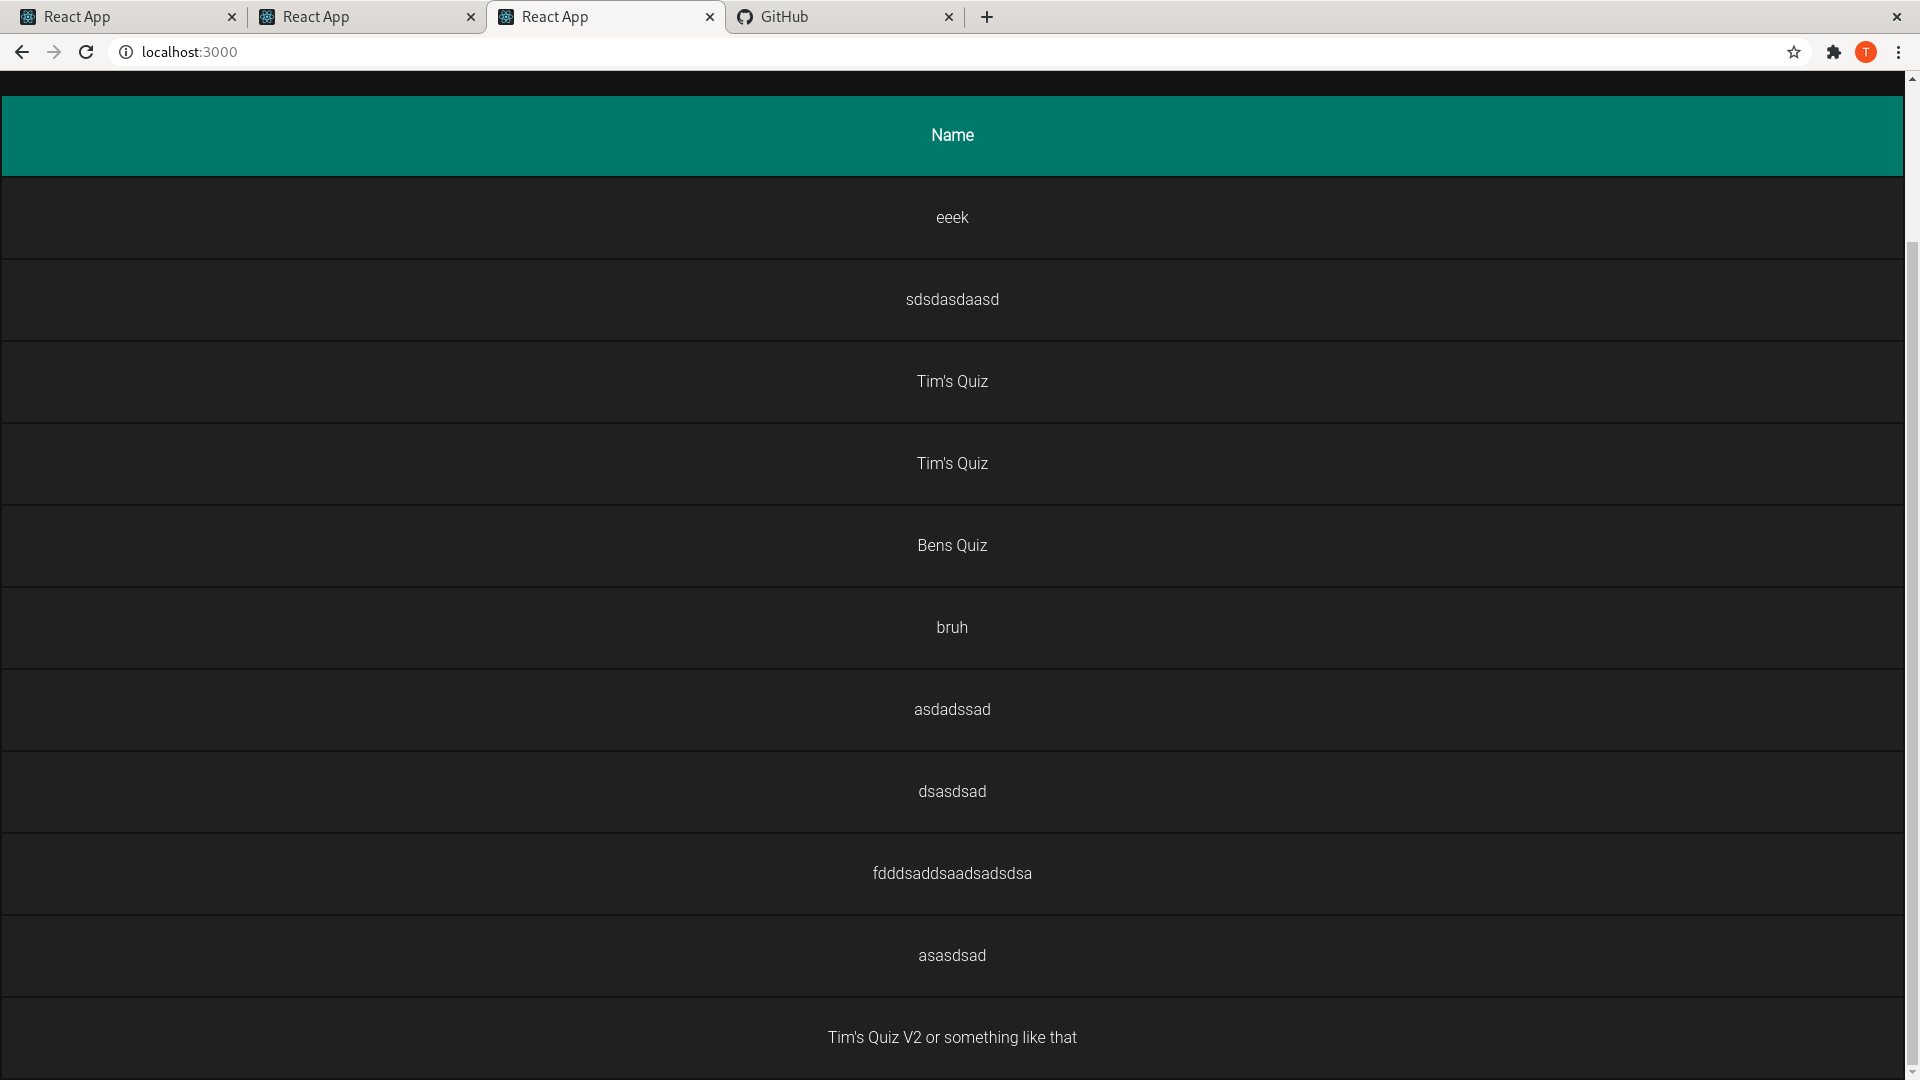 React App React App React App GitHub
localhost:3000 T
Name
eeek
sdsdasdaasd
Tim's Quiz
Tim's Quiz
Bens Quiz
bruh
asdadssad
dsasdsad
fdddsaddsaadsadsdsa
asasdsad
Tim's Quiz V2 or something like that